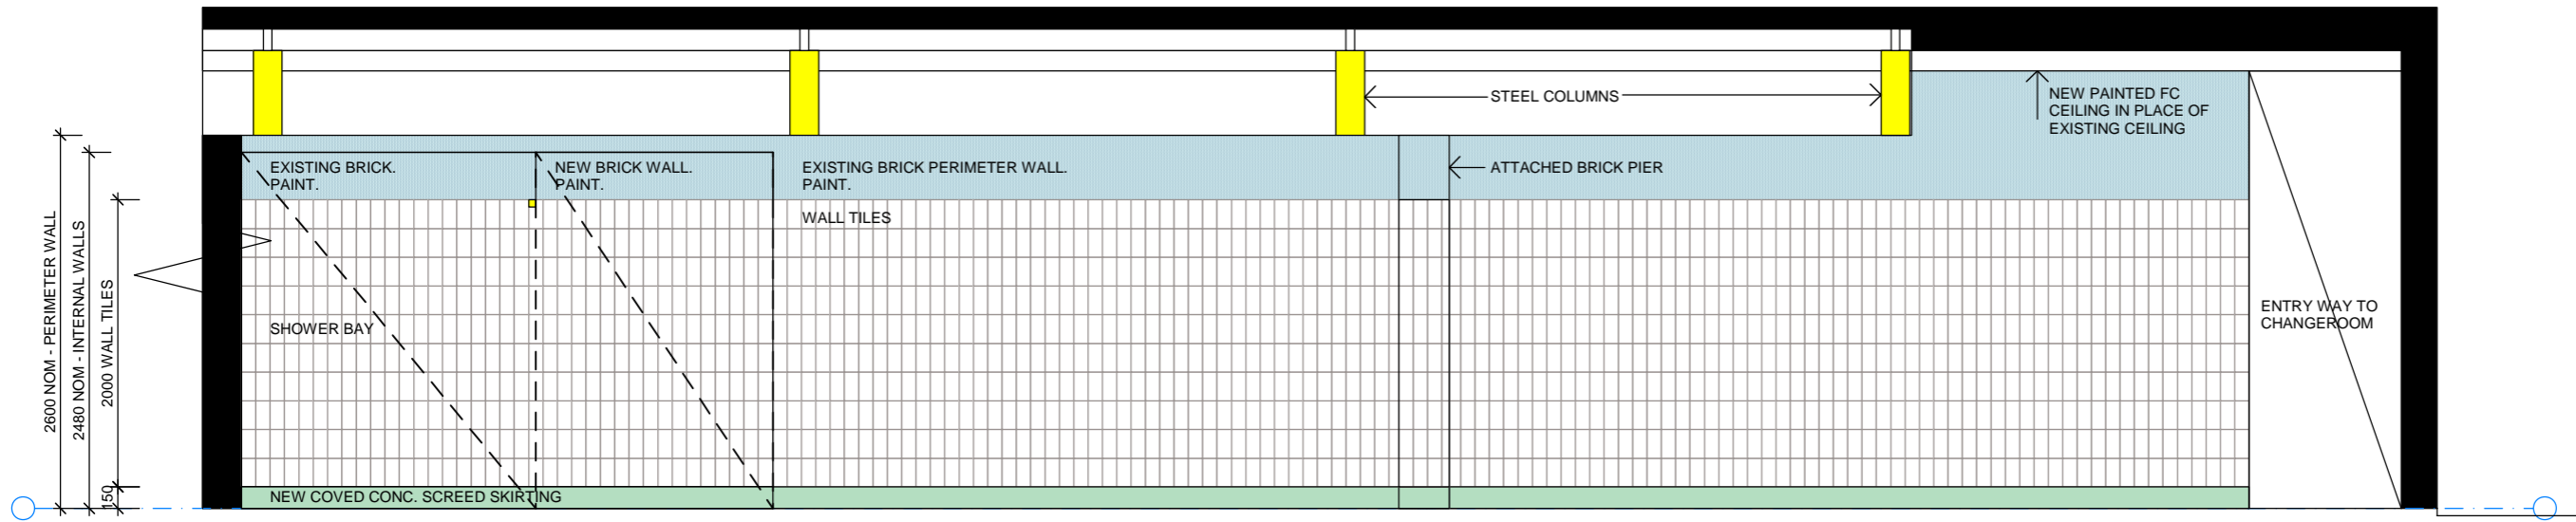 STEEL COLUMNS
NEW PAINTED FC
CEILING IN PLACE OF
EXISTING CEILING
EXISTING BRICK.
PAINT.
NEW BRICK WALL.
PAINT.
EXISTING BRICK PERIMETER WALL.
PAINT.
ATTACHED BRICK PIER
WALL TILES
2600 NOM - PERIMETER WALL
2480 NOM - INTERNAL WALLS
2000 WALL TILES
150
SHOWER BAY
ENTRY WAY TO
CHANGEROOM
NEW COVED CONC. SCREED SKIRTING